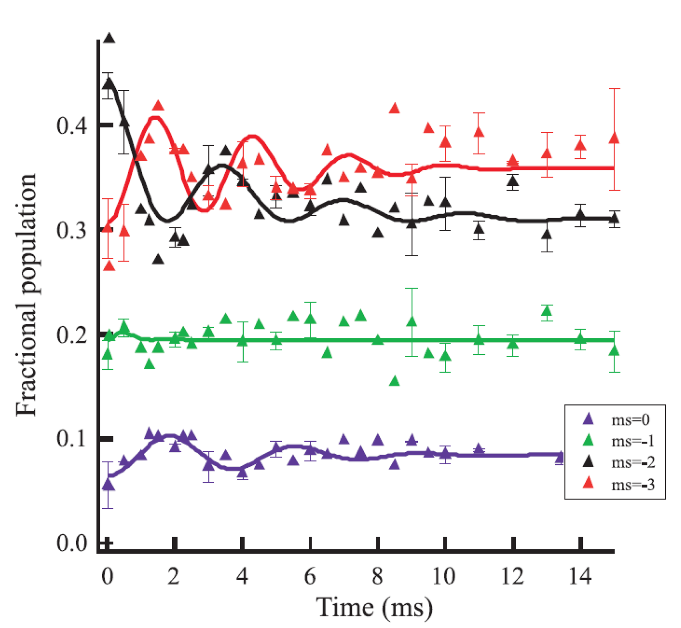 Fractional population
0.4
0.3
0.2
0.1
0.0
0 2 4 6 8 10 12 14
Time (ms)
ms=0
ms=-1
ms=-2
ms=-3